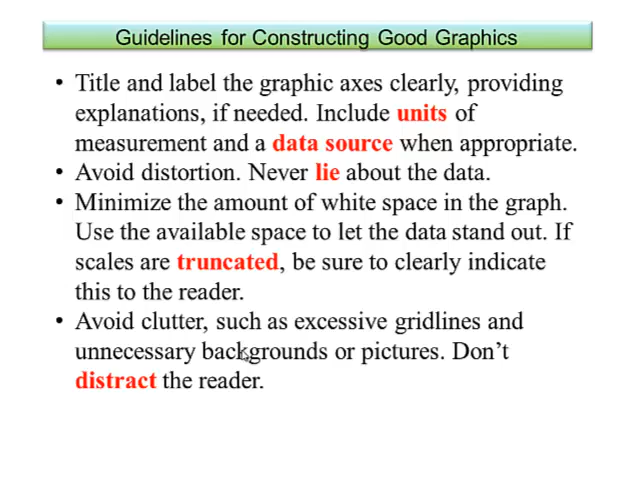 Guidelines for Constructing Good Graphics
• Title and label the graphic axes clearly, providing
explanations, if needed. Include units of
measurement and a data source when appropriate.
• Avoid distortion. Never lie about the data.
• Minimize the amount of white space in the graph.
Use the available space to let the data stand out. If
scales are truncated, be sure to clearly indicate
this to the reader.
• Avoid clutter, such as excessive gridlines and
unnecessary backgrounds or pictures. Don’t
distract the reader.